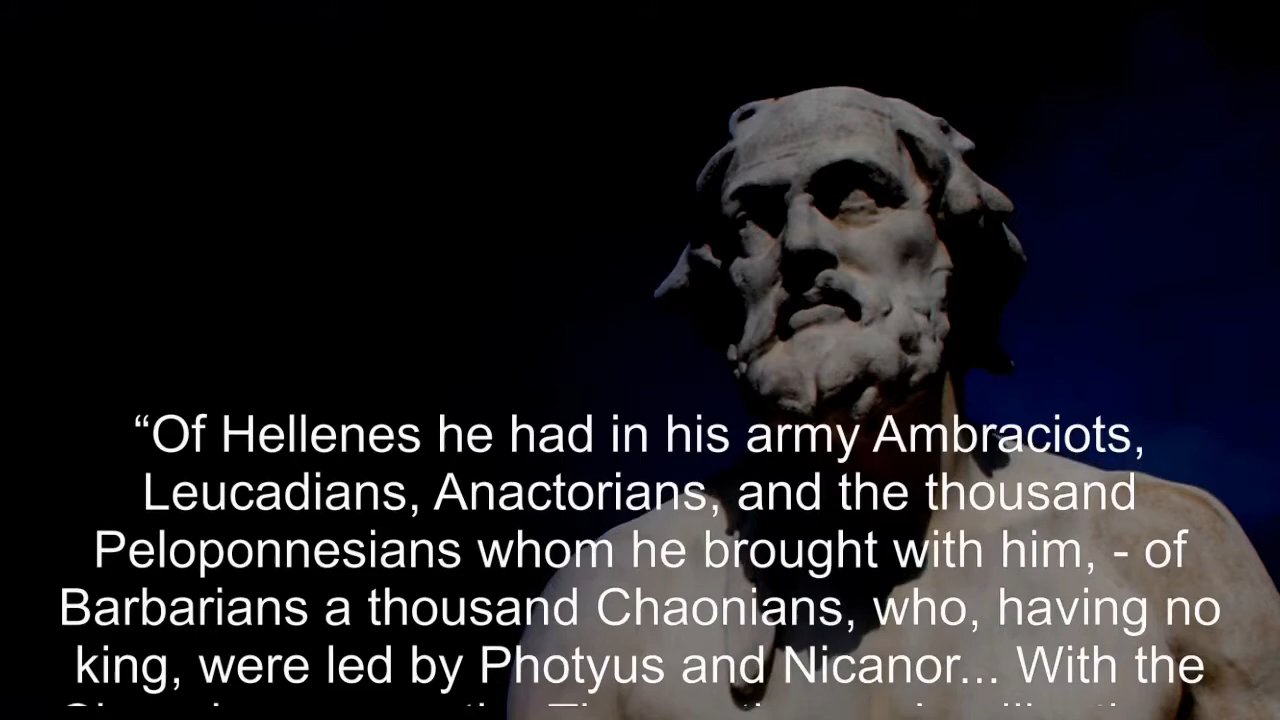 “Of Hellenes he had in his army Ambraciots,
Leucadians, Anactorians, and the thousand
Peloponnesians whom he brought with him, - of
Barbarians a thousand Chaonians, who, having no
king, were led by Photyus and Nicanor... With the